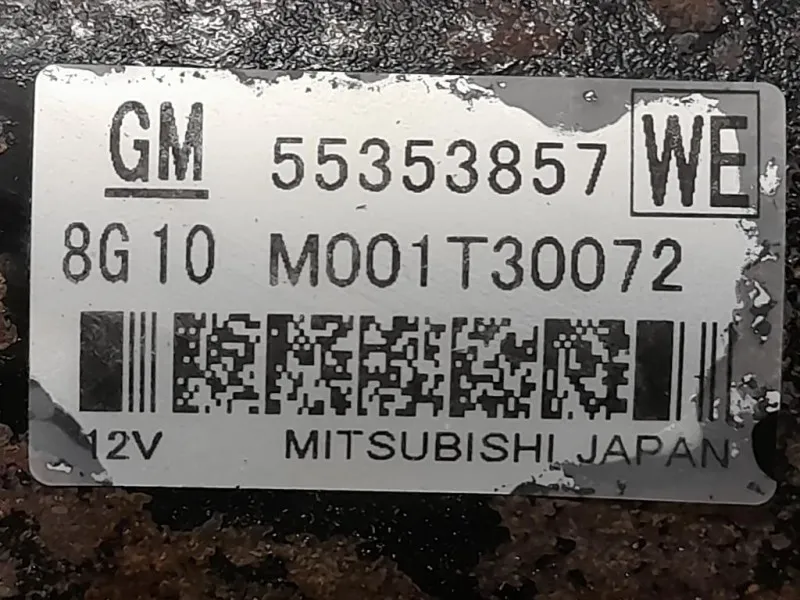 GM 55353857 WE
8G10 M001T30072
12V MITSUBISHI JAPAN